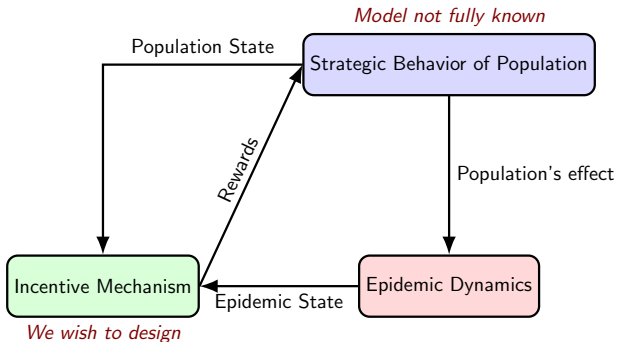 Model not fully known
Population State
Strategic Behavior of Population
Rewards
Population's effect
Incentive Mechanism
Epidemic Dynamics
Epidemic State
We wish to design